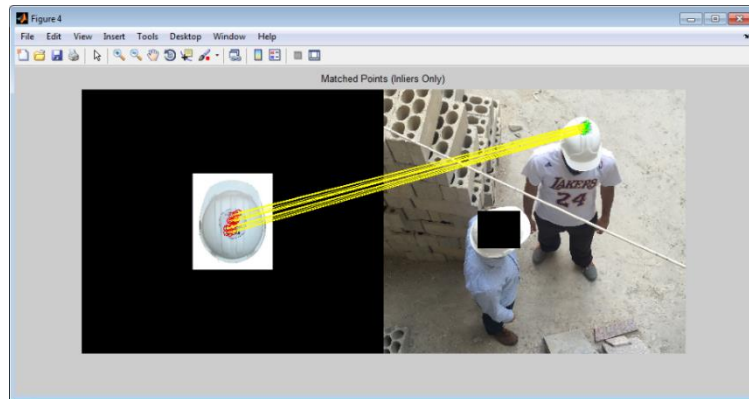 Figure 4
File Edit View Insert Tools Desktop Window Help
Matched Points (Inliers Only)
LAKERS
24